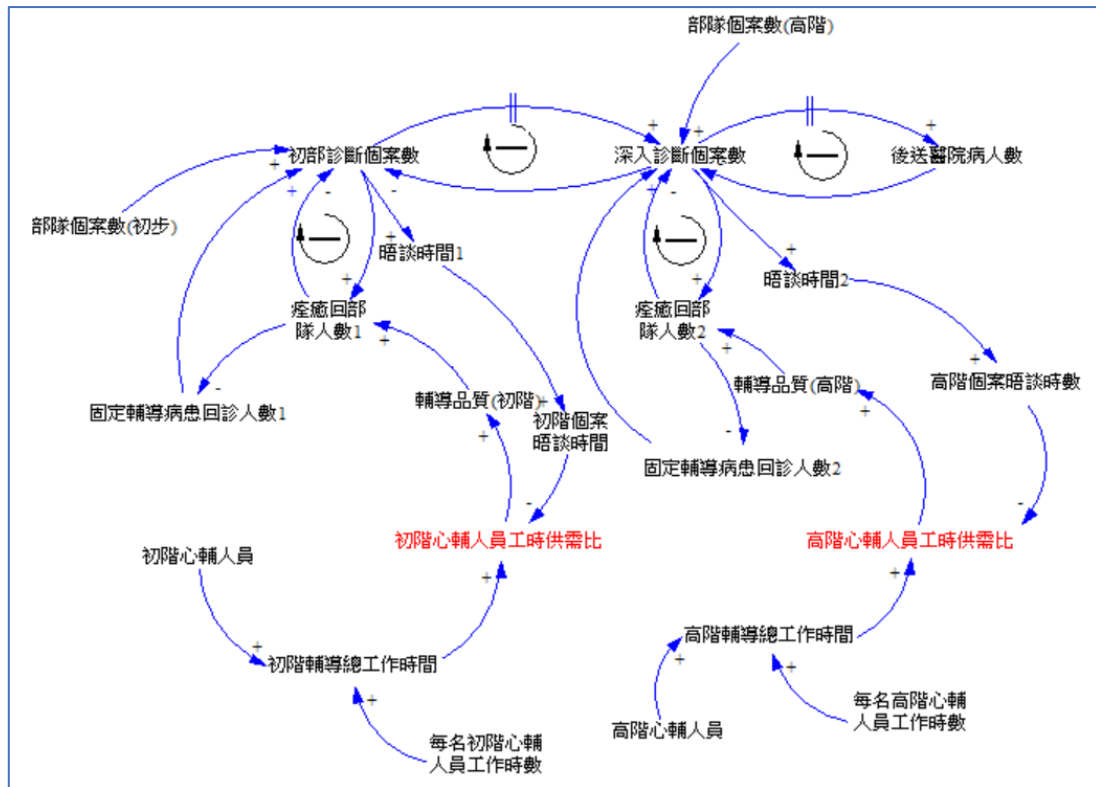 部隊個案數(高階)
初部診斷個案數
深入診斷個案數
後送醫院病人數
部隊個案數(初步)
晤談時間1
晤談時間2
痊癒回部
隊人數1
痊癒回部
隊人數2
固定輔導病患回診人數1
輔導品質(初階)
初階個案
晤談時間
輔導品質(高階)
高階個案晤談時數
固定輔導病患回診人數2
初階心輔人員
初階心輔人員工時供需比
高階心輔人員工時供需比
初階輔導總工作時間
高階輔導總工作時間
每名初階心輔
人員工作時數
高階心輔人員
每名高階心輔
人員工作時數